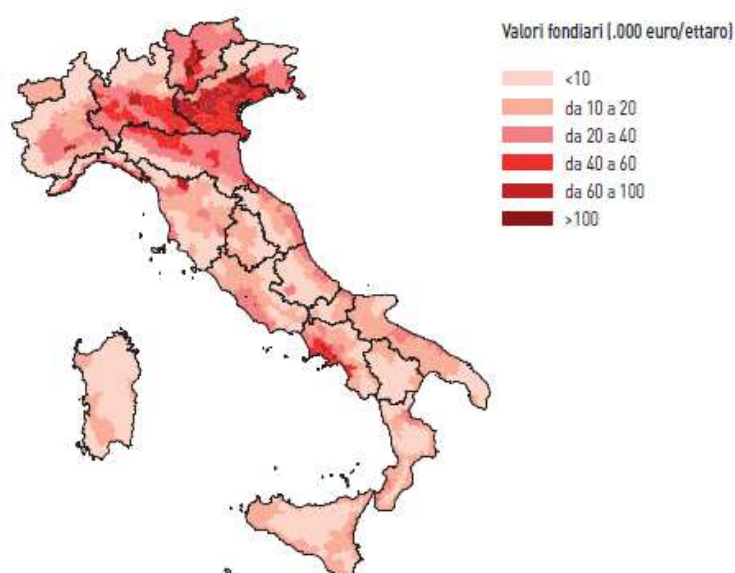 Valori fondiari (.000 euro/ettaro)
<10
da 10 a 20
da 20 a 40
da 40 a 60
da 60 a 100
>100